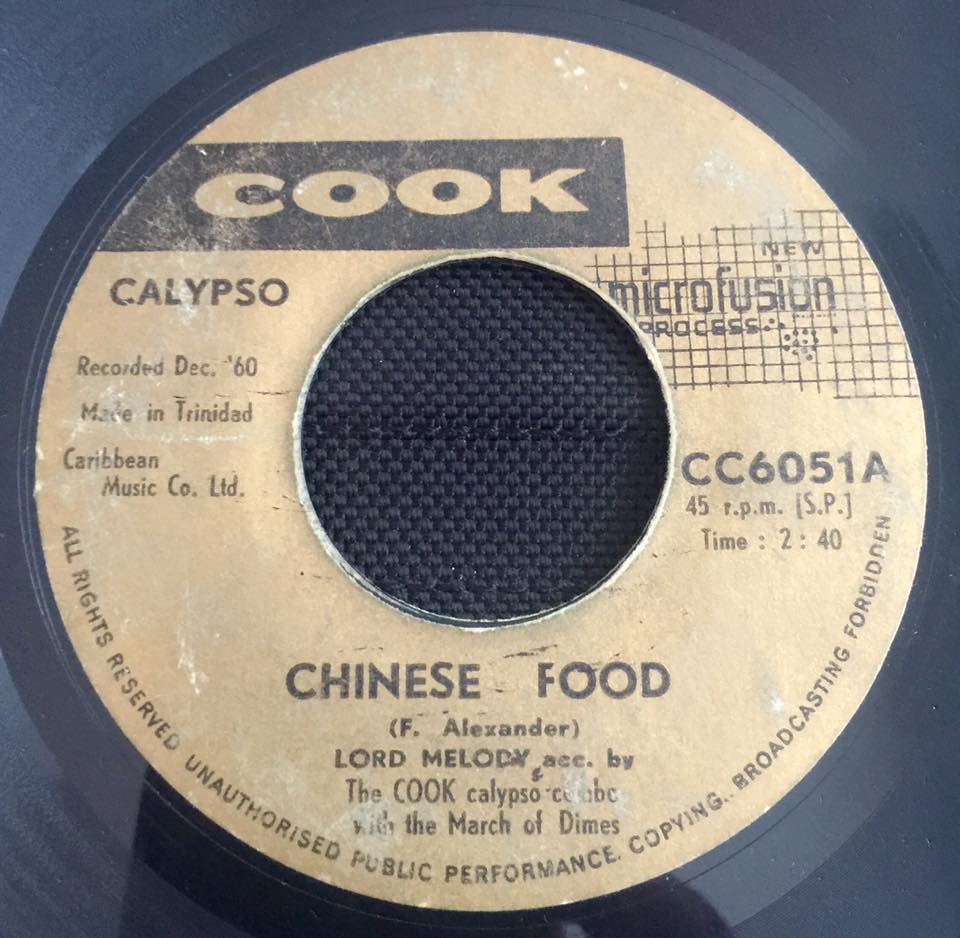 COOK
NEW
microfusion
PROCESS
CALYPSO
Recorded Dec. '60
Made in Trinidad
Caribbean
Music Co. Ltd.
CC6051A
45 r.p.m. [S.P.]
Time : 2 : 40
CHINESE FOOD
(F. Alexander)
LORD MELODY acc. by
The COOK calypso combo
with the March of Dimes
ALL RIGHTS RESERVED UNAUTHORISED PUBLIC PERFORMANCE. COPYING. BROADCASTING FORBIDDEN